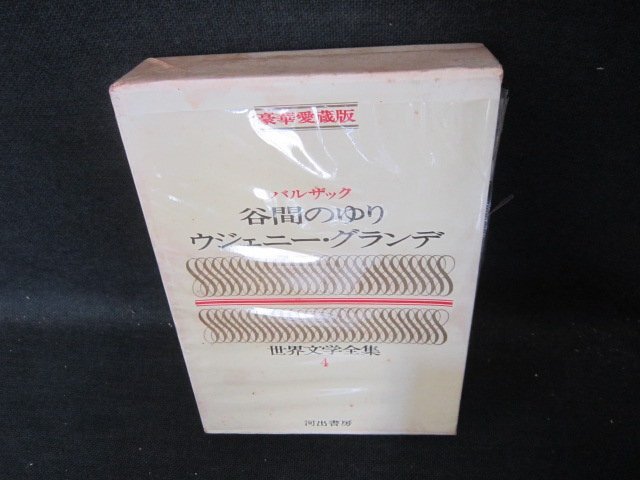 豪華愛蔵版
バルザック
谷間のゆり
ウジェニー・グランデ
世界文学全集
4
河出書房